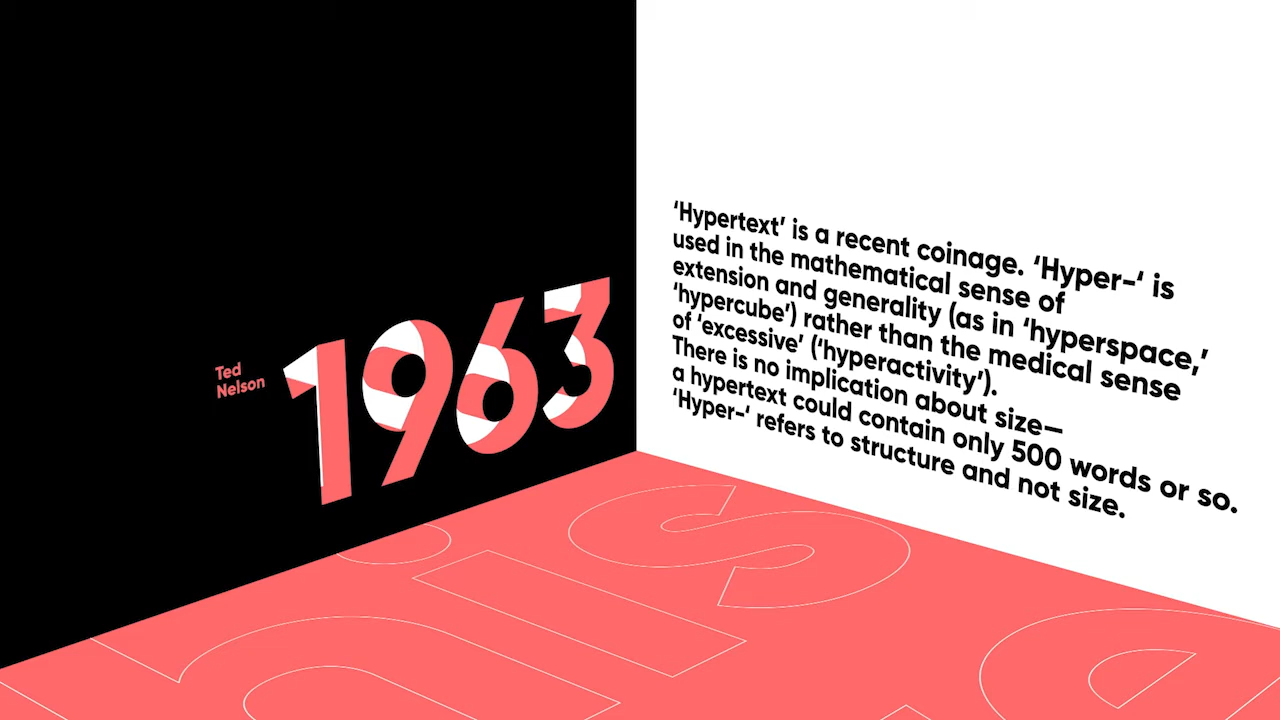 Ted
Nelson
1963
‘Hypertext’ is a recent coinage. ‘Hyper-‘ is
used in the mathematical sense of
extension and generality (as in ‘hyperspace,’
‘hypercube’) rather than the medical sense
of ‘excessive’ (‘hyperactivity’).
There is no implication about size—
a hypertext could contain only 500 words or so.
‘Hyper-‘ refers to structure and not size.